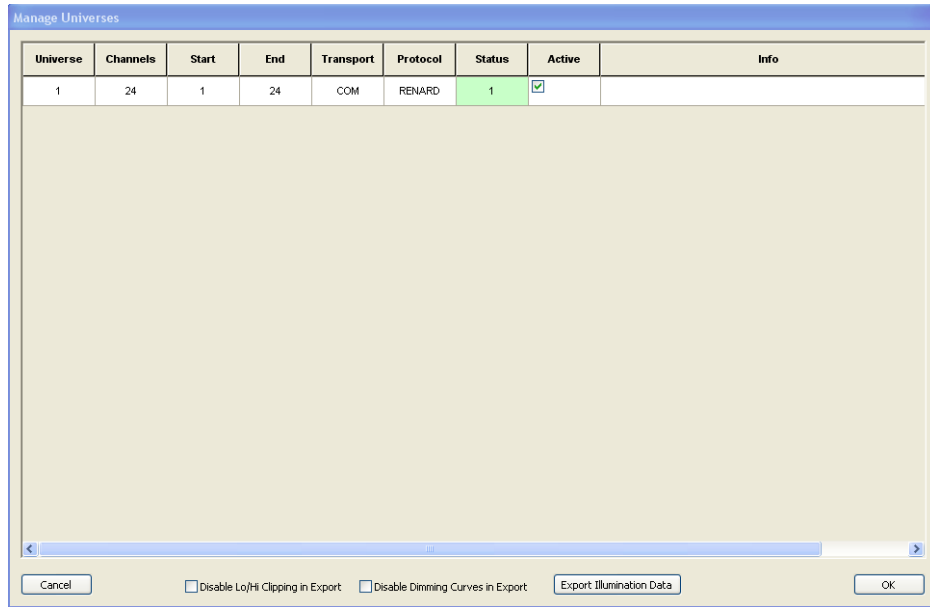 Manage Universes
Universe Channels Start End Transport Protocol Status Active Info
1 24 1 24 COM RENARD 1
Cancel Disable Lo/Hi Clipping in Export Disable Dimming Curves in Export Export Illumination Data OK